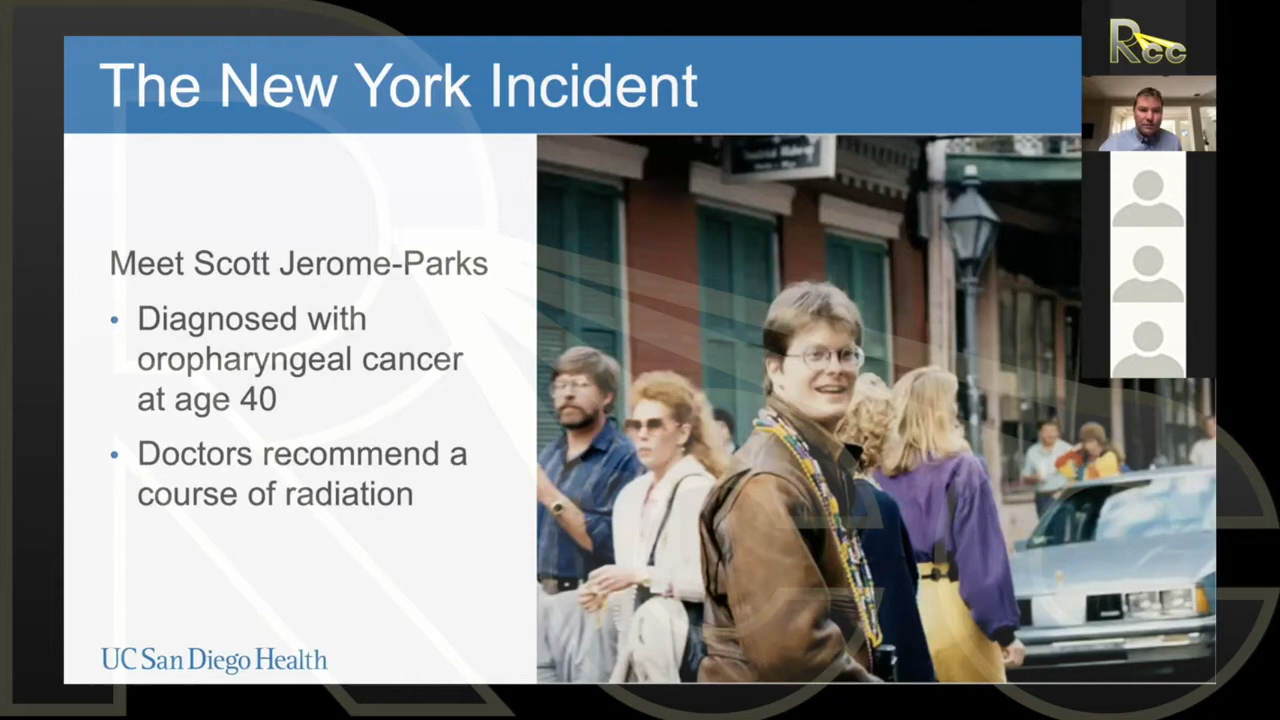 The New York Incident
Rcc
Meet Scott Jerome-Parks
• Diagnosed with
oropharyngeal cancer
at age 40
• Doctors recommend a
course of radiation
UC San Diego Health